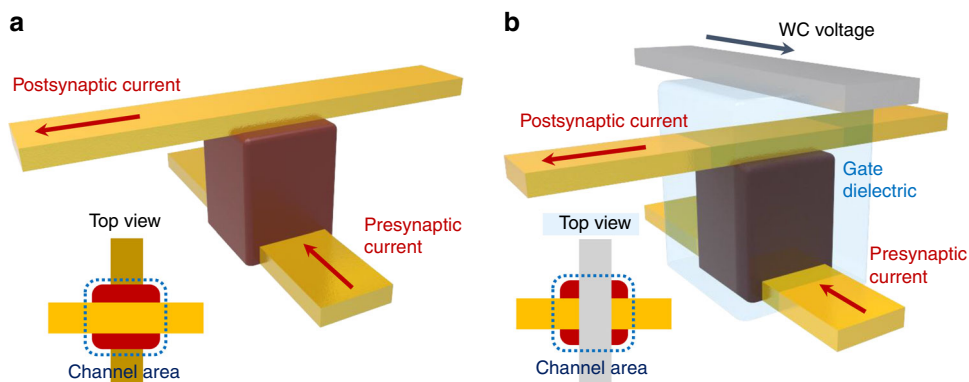 a
Postsynaptic current
Presynaptic
current
Top view
Channel area
b
WC voltage
Postsynaptic current
Gate
dielectric
Presynaptic
current
Top view
Channel area